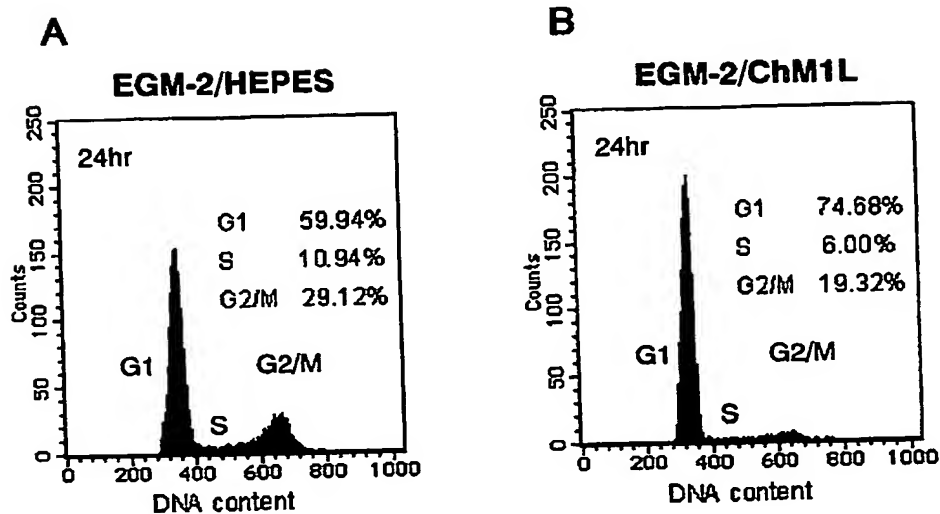 A
EGM-2/HEPES
250
200
150
100
50
0
Counts
24hr
G1 59.94%
S 10.94%
G2/M 29.12%
G1
S
G2/M
0 200 400 600 800 1000
DNA content
B
EGM-2/ChM1L
250
200
150
100
50
0
Counts
24hr
G1 74.68%
S 6.00%
G2/M 19.32%
G1
S
G2/M
0 200 400 600 800 1000
DNA content